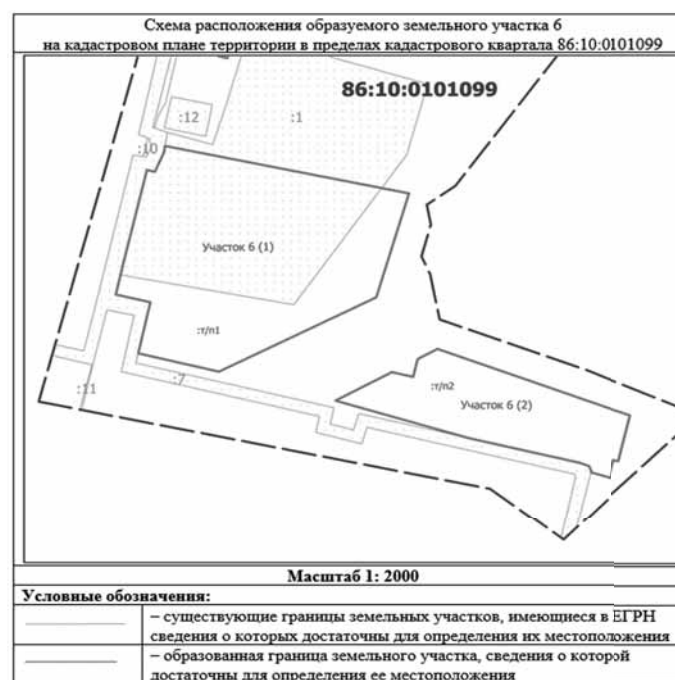 Схема расположения образуемого земельного участка 6
на кадастровом плане территории в пределах кадастрового квартала 86:10:0101099
86:10:0101099
:12
:1
:10
Участок 6 (1)
:т/п1
:7
:11
:т/п2
Участок 6 (2)
Масштаб 1: 2000
Условные обозначения:
– существующие границы земельных участков, имеющиеся в ЕГРН
сведения о которых достаточны для определения их местоположения
– образованная граница земельного участка, сведения о которой
достаточны для определения ее местоположения